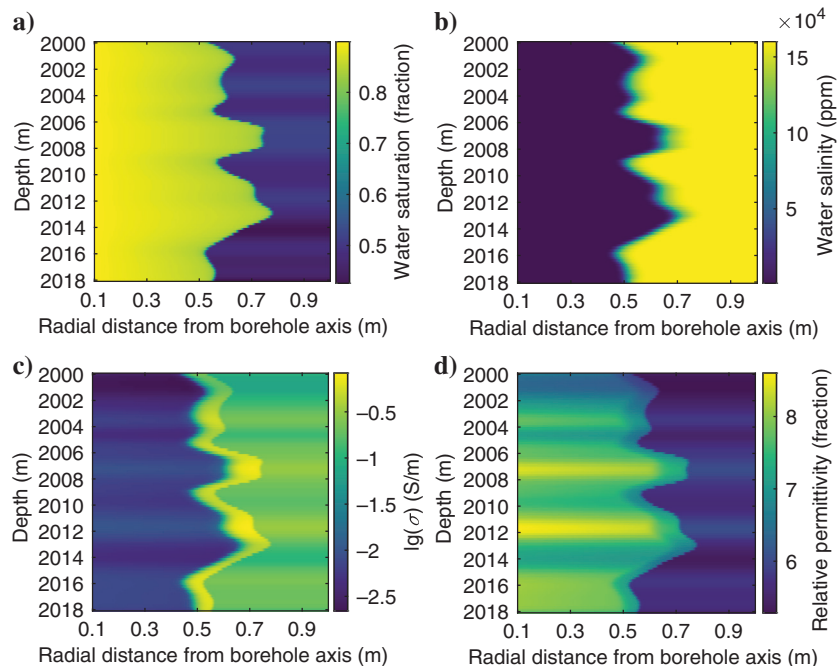 a)
2000
2002
2004
2006
2008
2010
2012
2014
2016
2018
Depth (m)
0.1 0.3 0.5 0.7 0.9
Radial distance from borehole axis (m)
0.8
0.7
0.6
0.5
Water saturation (fraction)
b)
2000
2002
2004
2006
2008
2010
2012
2014
2016
2018
Depth (m)
0.1 0.3 0.5 0.7 0.9
Radial distance from borehole axis (m)
×10⁴
15
10
5
Water salinity (ppm)
c)
2000
2002
2004
2006
2008
2010
2012
2014
2016
2018
Depth (m)
0.1 0.3 0.5 0.7 0.9
Radial distance from borehole axis (m)
−0.5
−1
−1.5
−2
−2.5
lg(σ) (S/m)
d)
2000
2002
2004
2006
2008
2010
2012
2014
2016
2018
Depth (m)
0.1 0.3 0.5 0.7 0.9
Radial distance from borehole axis (m)
8
7
6
Relative permittivity (fraction)